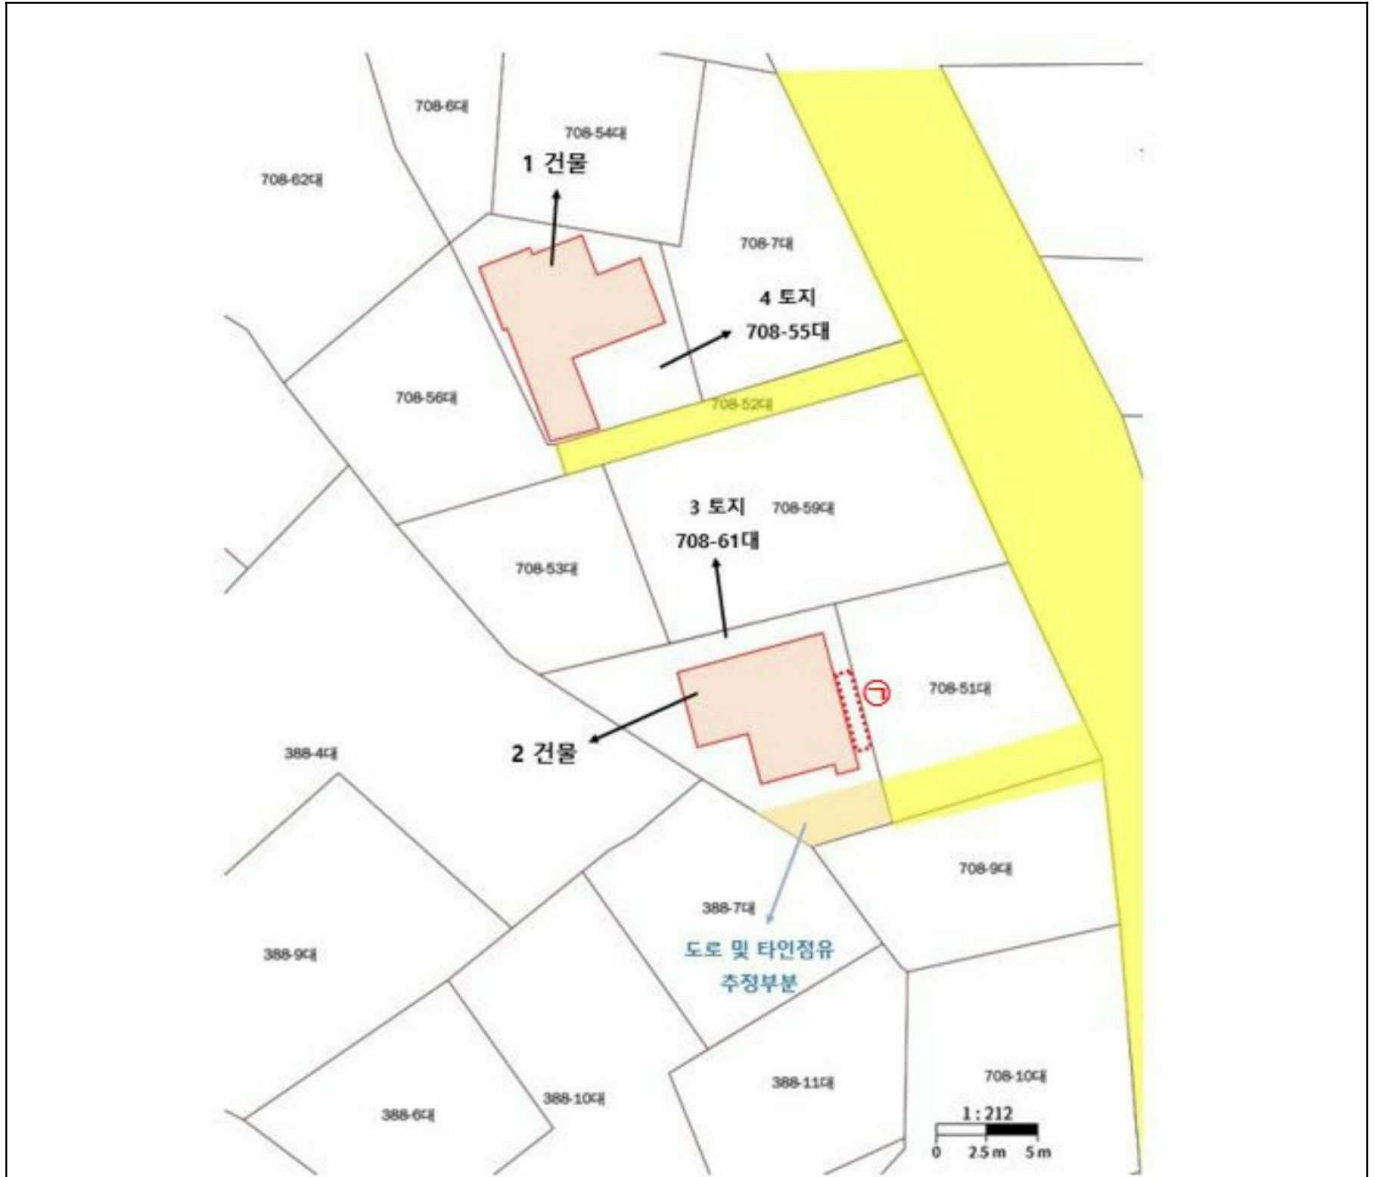 708-6대
708-54대
1 건물
708-62대
708-7대
4 토지
708-55대
708-56대
708-52대
3 토지
708-61대
708-59대
708-53대
㉠
708-51대
2 건물
388-4대
708-9대
388-7대
도로 및 타인점유
추정부분
388-9대
708-10대
388-11대
388-10대
388-6대
1 : 212
0 2.5 m 5 m